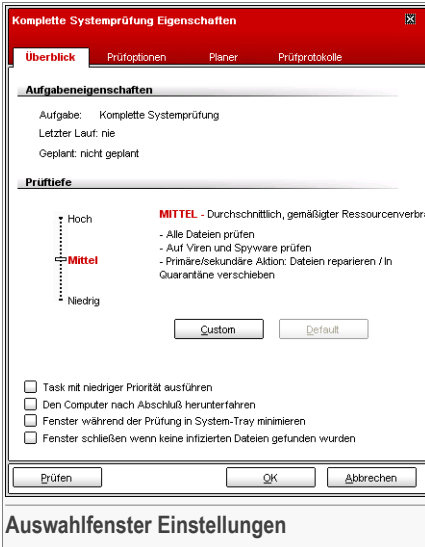 Komplette Systemprüfung Eigenschaften
Überblick Prüfoptionen Planer Prüfprotokolle
Aufgabeneigenschaften
Aufgabe: Komplette Systemprüfung
Letzter Lauf: nie
Geplant: nicht geplant
Prüftiefe
Hoch
Mittel
Niedrig
MITTEL - Durchschnittlich, gemäßigter Ressourcenverbra
- Alle Dateien prüfen
- Auf Viren und Spyware prüfen
- Primäre/sekundäre Aktion: Dateien reparieren / In
Quarantäne verschieben
Custom Default
Task mit niedriger Priorität ausführen
Den Computer nach Abschluß herunterfahren
Fenster während der Prüfung in System-Tray minimieren
Fenster schließen wenn keine infizierten Dateien gefunden wurden
Prüfen OK Abbrechen
Auswahlfenster Einstellungen